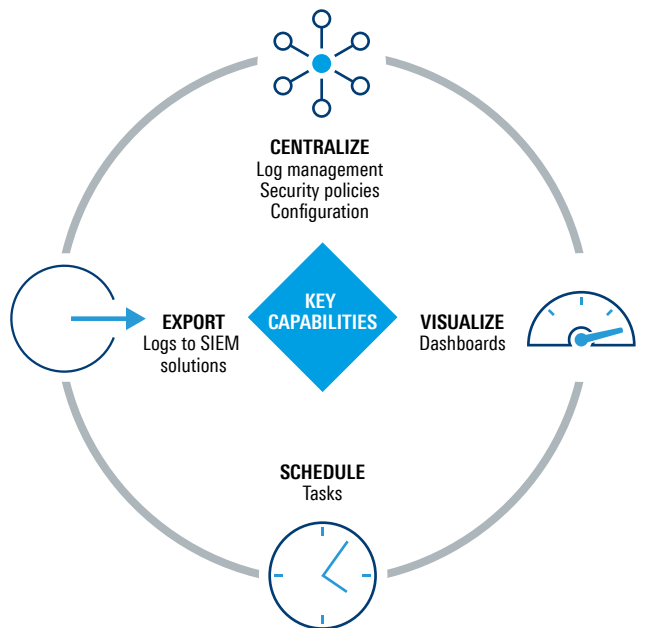 CENTRALIZE
Log management
Security policies
Configuration
KEY
CAPABILITIES
EXPORT
Logs to SIEM
solutions
VISUALIZE
Dashboards
SCHEDULE
Tasks